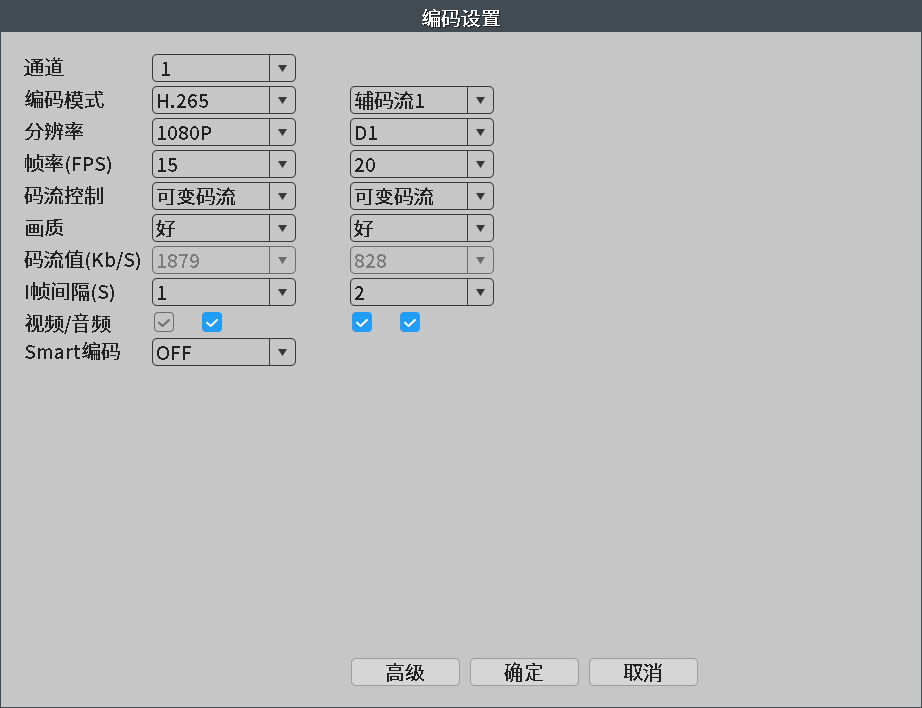 编码设置
通道 1
编码模式 H.265 辅码流1
分辨率 1080P D1
帧率(FPS) 15 20
码流控制 可变码流 可变码流
画质 好 好
码流值(Kb/S) 1879 828
I帧间隔(S) 1 2
视频/音频
Smart编码 OFF
高级 确定 取消